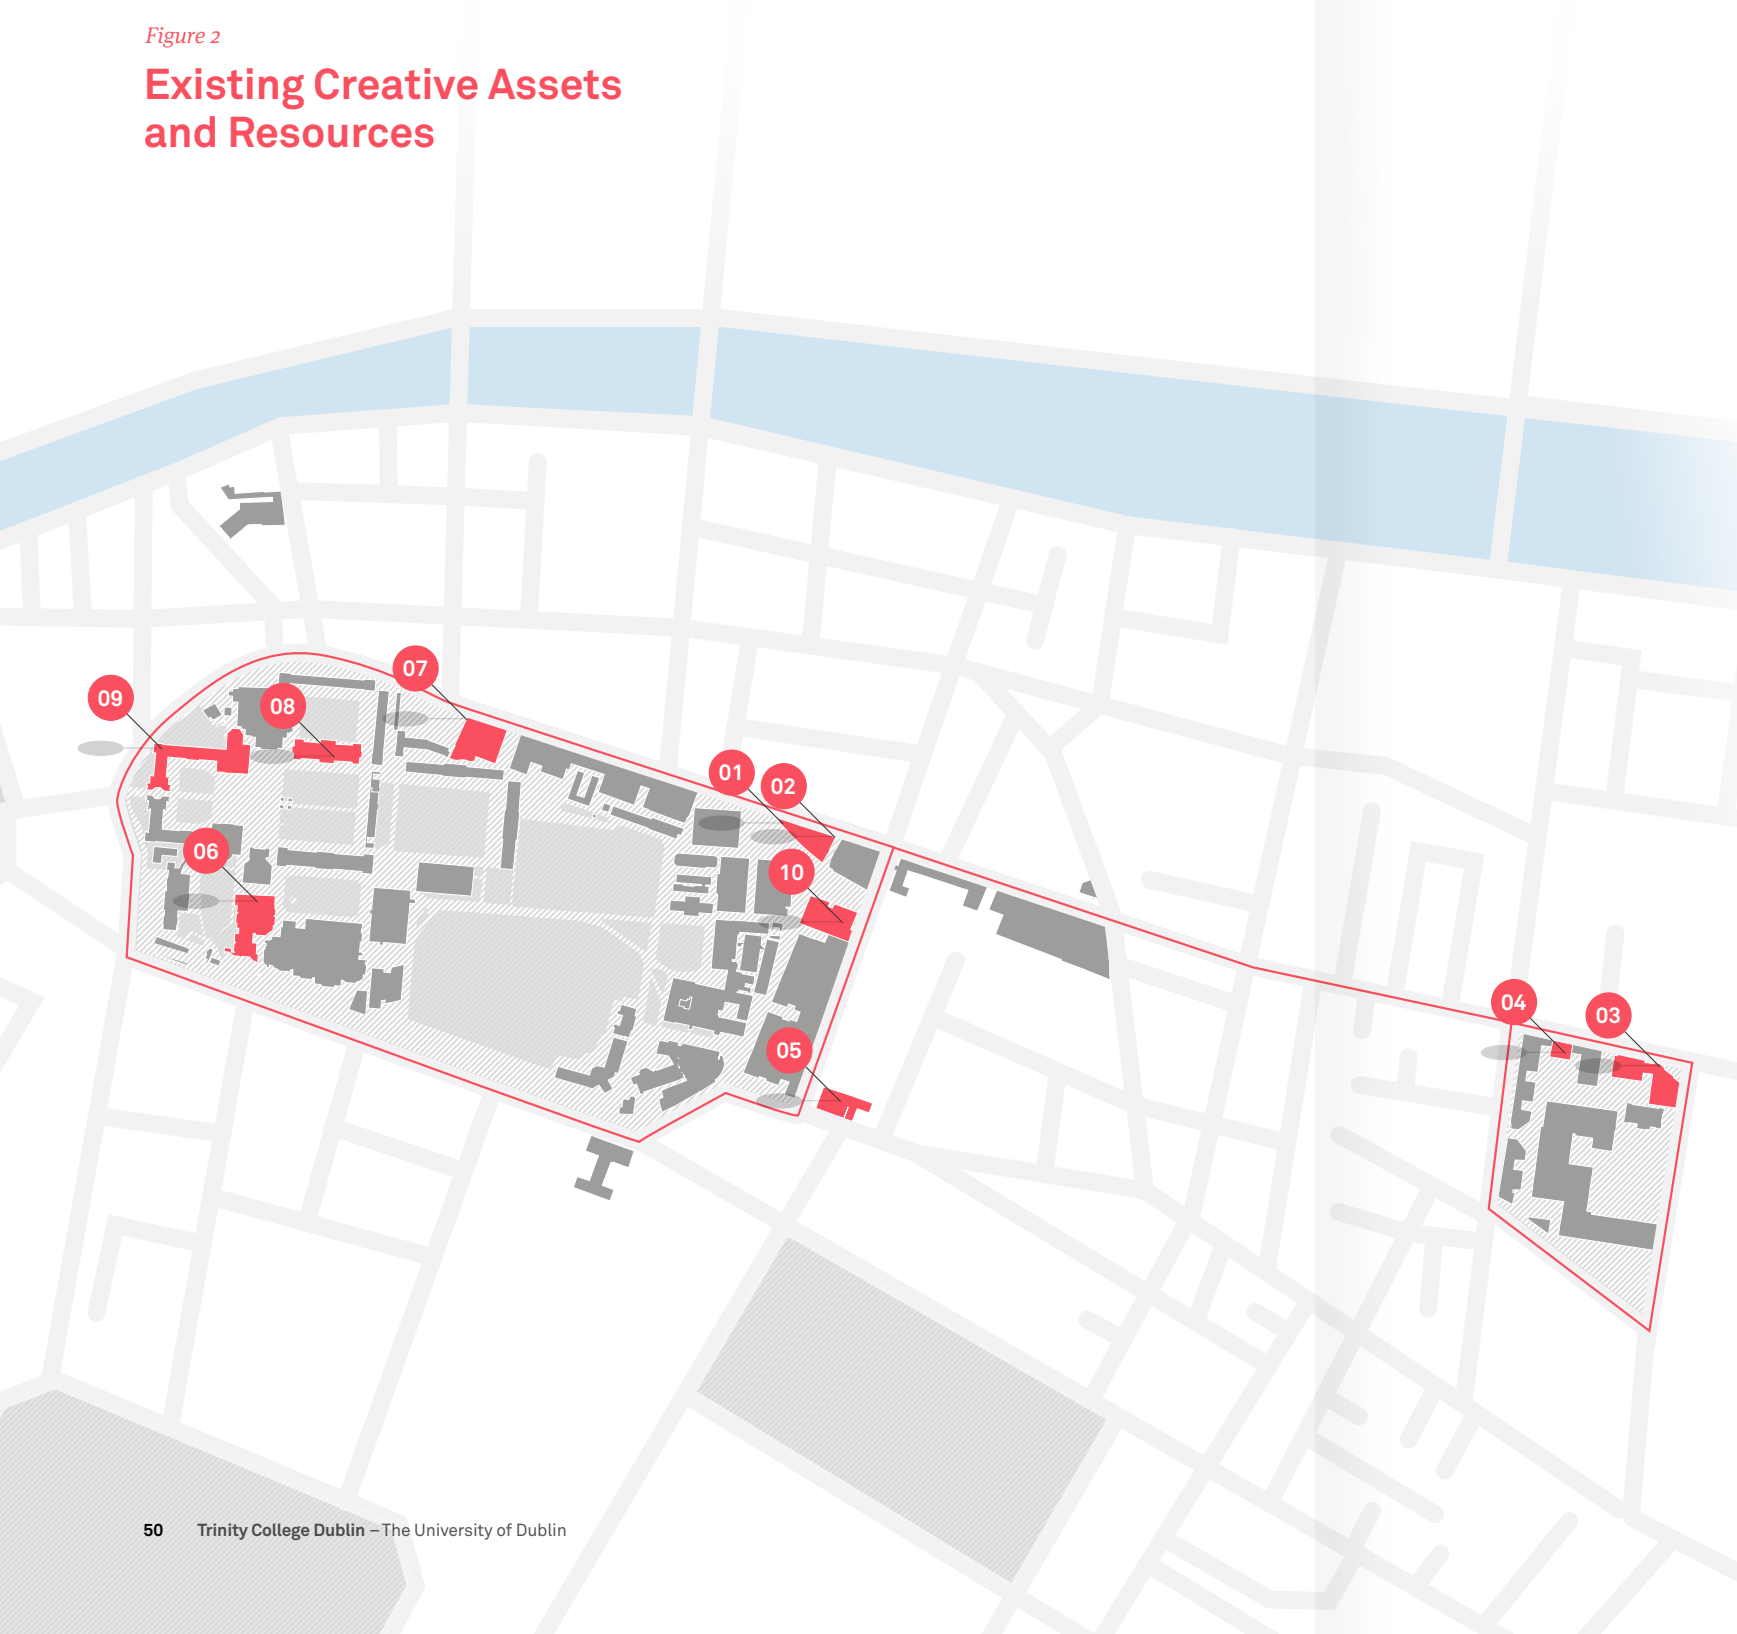 Figure 2
Existing Creative Assets
and Resources
07
09
08
01
02
06
10
04
03
05
50 Trinity College Dublin – The University of Dublin